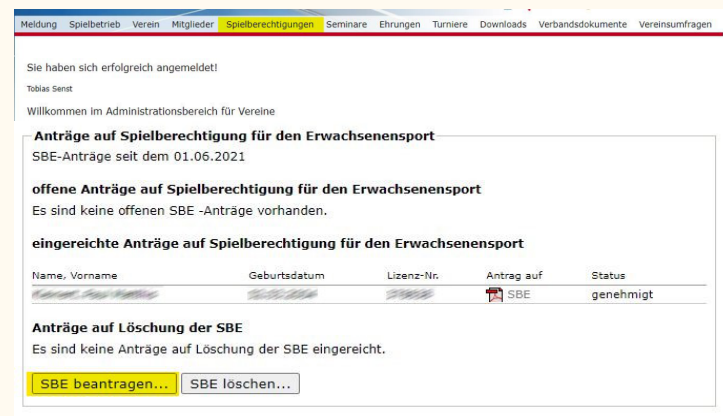 Meldung Spielbetrieb Verein Mitglieder Spielberechtigungen Seminare Ehrungen Turniere Downloads Verbandsdokumente Vereinsumfragen
Sie haben sich erfolgreich angemeldet!
Tobias Senst
Willkommen im Administrationsbereich für Vereine
Anträge auf Spielberechtigung für den Erwachsenensport
SBE-Anträge seit dem 01.06.2021
offene Anträge auf Spielberechtigung für den Erwachsenensport
Es sind keine offenen SBE -Anträge vorhanden.
eingereichte Anträge auf Spielberechtigung für den Erwachsenensport
Name, Vorname Geburtsdatum Lizenz-Nr. Antrag auf Status
SBE genehmigt
Anträge auf Löschung der SBE
Es sind keine Anträge auf Löschung der SBE eingereicht.
SBE beantragen... SBE löschen...